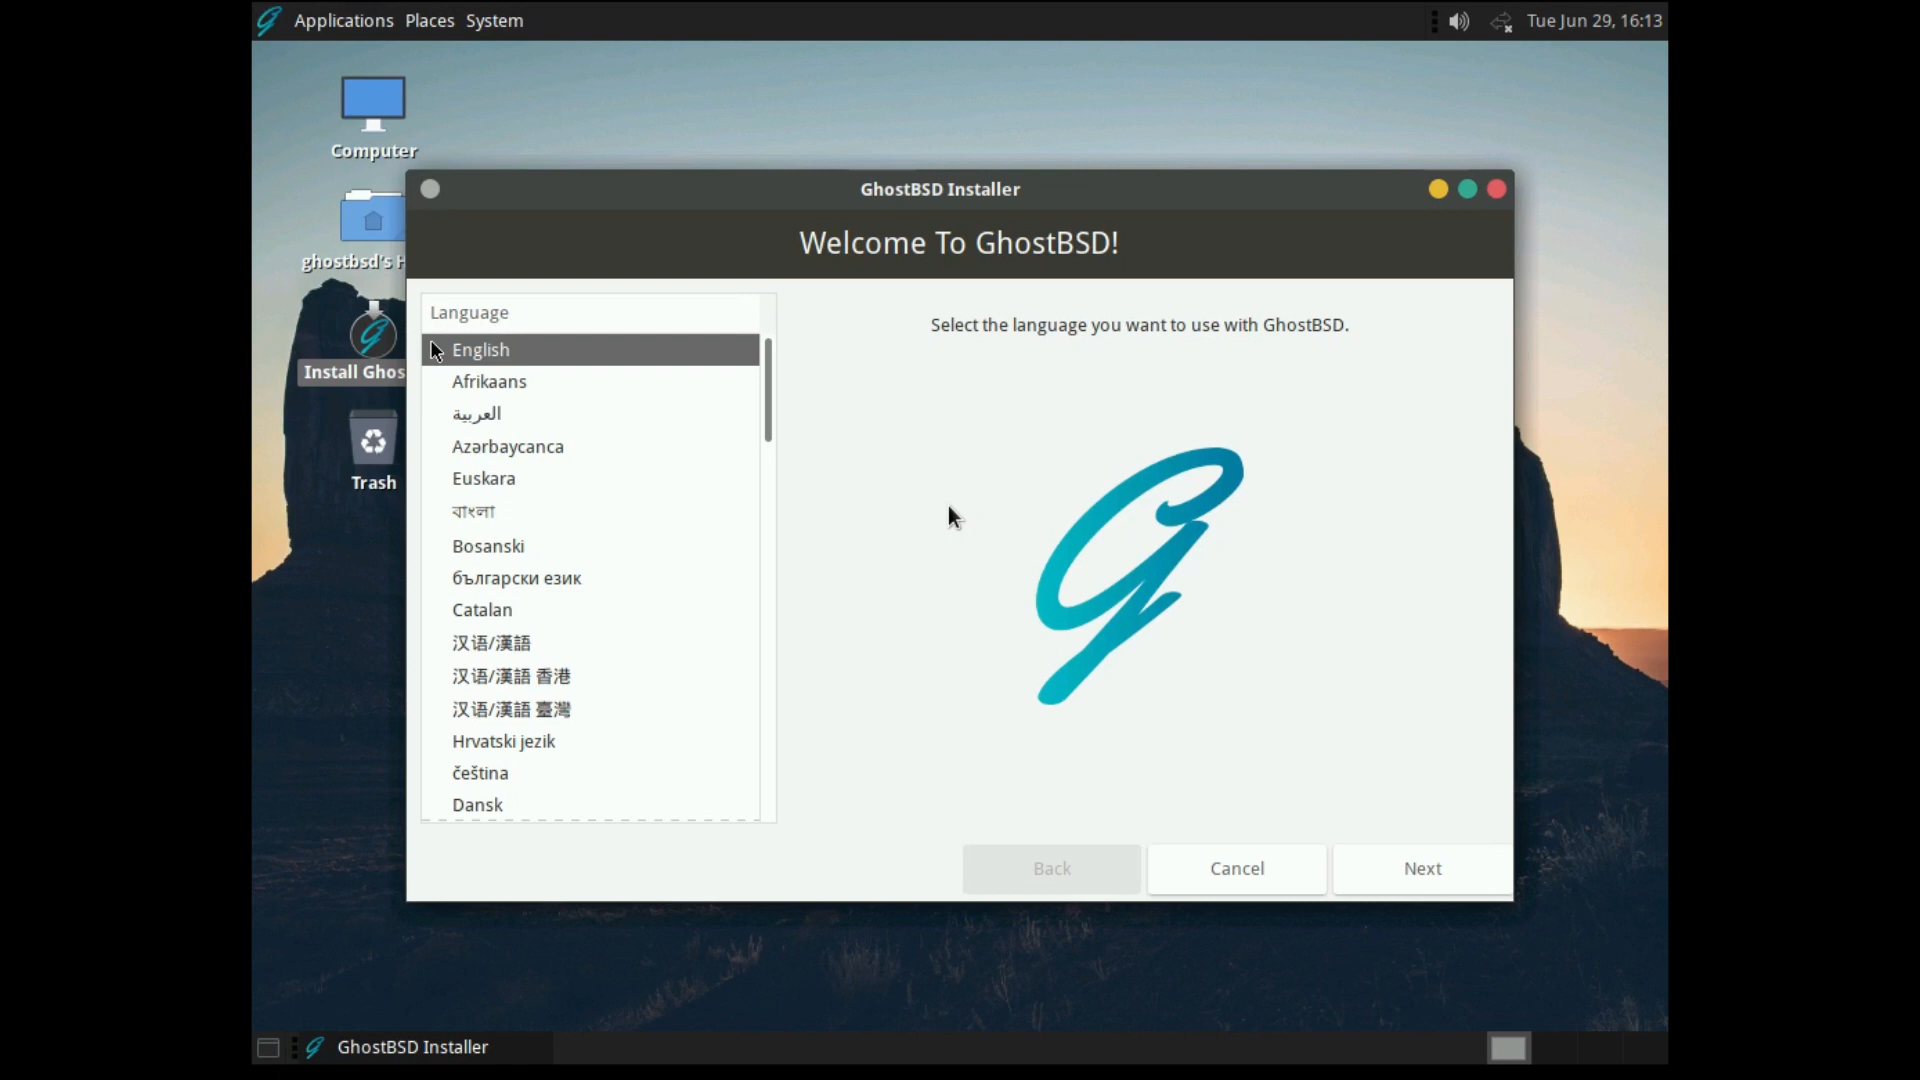 Applications Places System
Tue Jun 29, 16:13
Computer
ghostbsd's H
Install Ghos
Trash
GhostBSD Installer
Welcome To GhostBSD!
Language
English
Afrikaans
العربية
Azərbaycanca
Euskara
বাংলা
Bosanski
български език
Catalan
汉语/漢語
汉语/漢語 香港
汉语/漢語 臺灣
Hrvatski jezik
čeština
Dansk
Select the language you want to use with GhostBSD.
Back
Cancel
Next
GhostBSD Installer